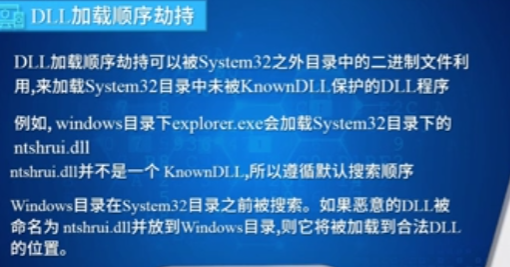 DLL加载顺序劫持
DLL加载顺序劫持可以被System32之外目录中的二进制文件利
用,来加载System32目录中未被KnownDLL保护的DLL程序
例如, windows目录下explorer.exe会加载System32目录下的
ntshrui.dll
ntshrui.dll并不是一个 KnownDLL,所以遵循默认搜索顺序
Windows目录在System32目录之前被搜索。如果恶意的DLL被
命名为 ntshrui.dll并放到Windows目录,则它将被加载到合法DLL
的位置。